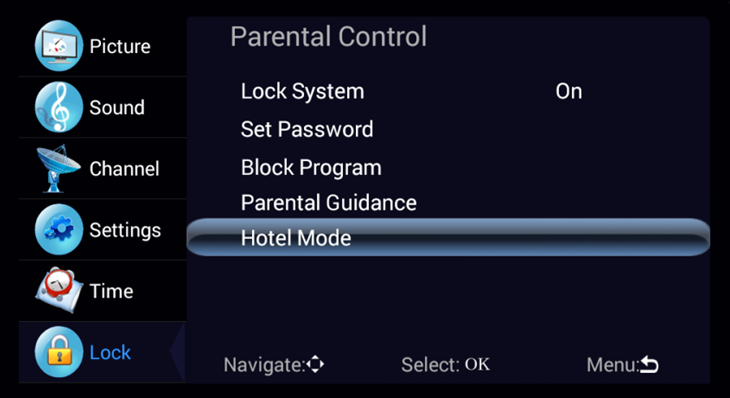 Picture
Sound
Channel
Settings
Time
Lock
Parental Control
Lock System On
Set Password
Block Program
Parental Guidance
Hotel Mode
Navigate: Select: OK Menu: